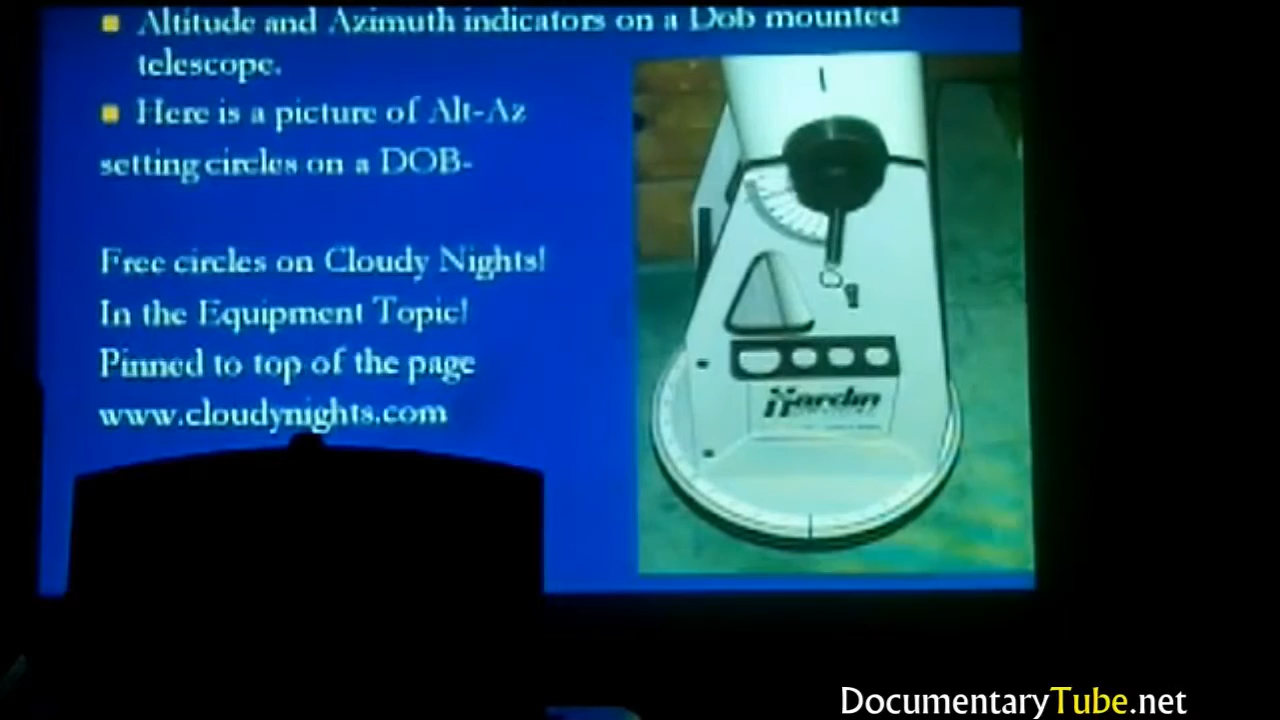 Altitude and Azimuth indicators on a Dob mounted
telescope.
Here is a picture of Alt-Az
setting circles on a DOB-
Free circles on Cloudy Nights!
In the Equipment Topic!
Pinned to top of the page
www.cloudynights.com
Hardin
DocumentaryTube.net